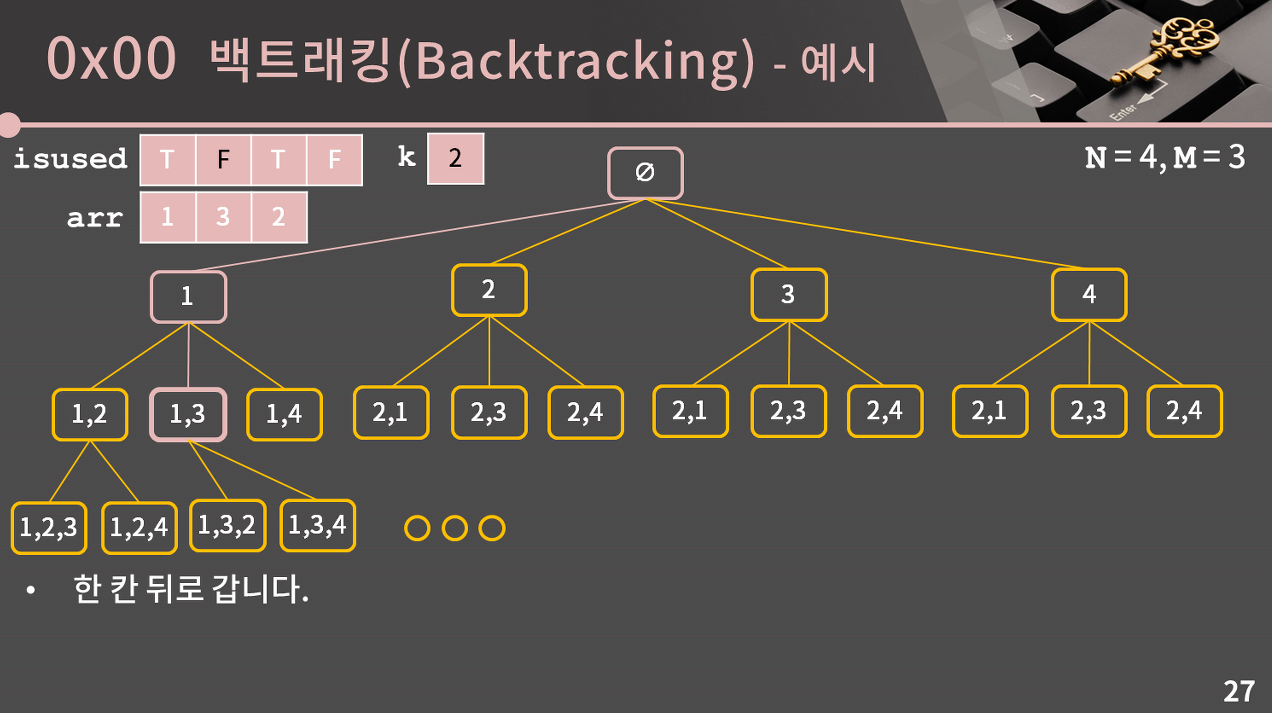 0x00 백트래킹(Backtracking) - 예시
Enter
isused T F T F k 2
N = 4, M = 3
∅
arr 1 3 2
1 2 3 4
1,2 1,3 1,4 2,1 2,3 2,4 2,1 2,3 2,4 2,1 2,3 2,4
1,2,3 1,2,4 1,3,2 1,3,4
• 한 칸 뒤로 갑니다.
27